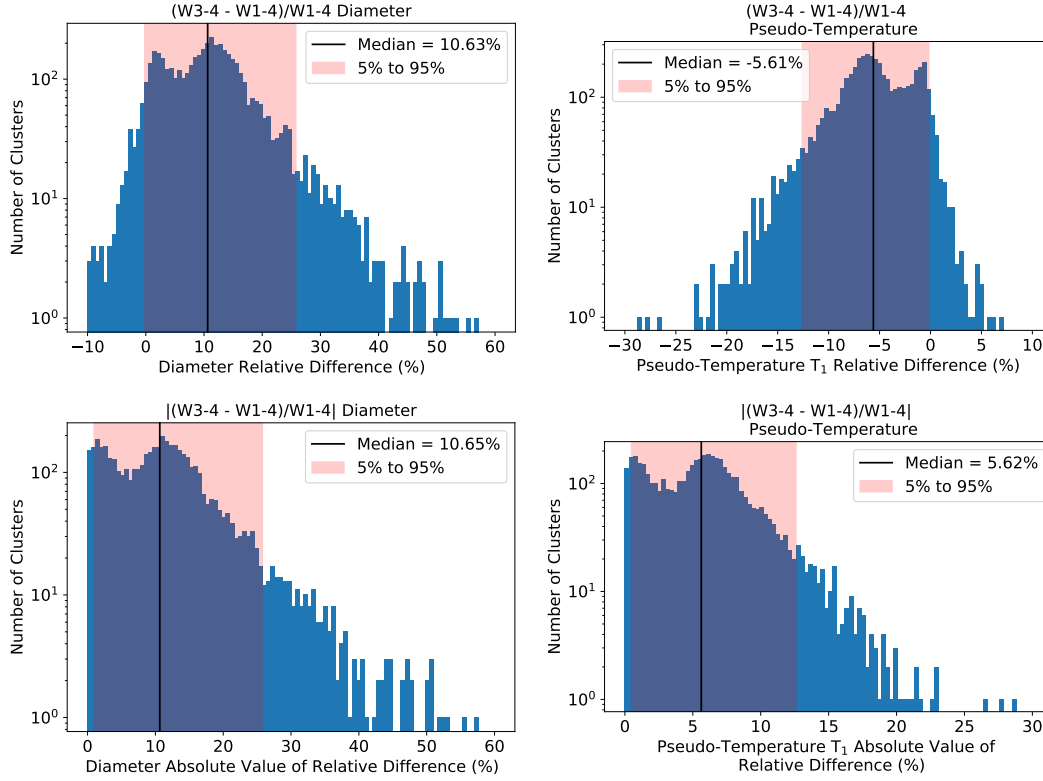 (W3-4 - W1-4)/W1-4 Diameter
Median = 10.63%
5% to 95%
Number of Clusters
10²
10¹
10⁰
−10 0 10 20 30 40 50 60
Diameter Relative Difference (%)
(W3-4 - W1-4)/W1-4
Pseudo-Temperature
Median = -5.61%
5% to 95%
Number of Clusters
10²
10¹
10⁰
−30 −25 −20 −15 −10 −5 0 5 10
Pseudo-Temperature T₁ Relative Difference (%)
|(W3-4 - W1-4)/W1-4| Diameter
Median = 10.65%
5% to 95%
Number of Clusters
10²
10¹
10⁰
0 10 20 30 40 50 60
Diameter Absolute Value of Relative Difference (%)
|(W3-4 - W1-4)/W1-4|
Pseudo-Temperature
Median = 5.62%
5% to 95%
Number of Clusters
10²
10¹
10⁰
0 5 10 15 20 25 30
Pseudo-Temperature T₁ Absolute Value of
Relative Difference (%)